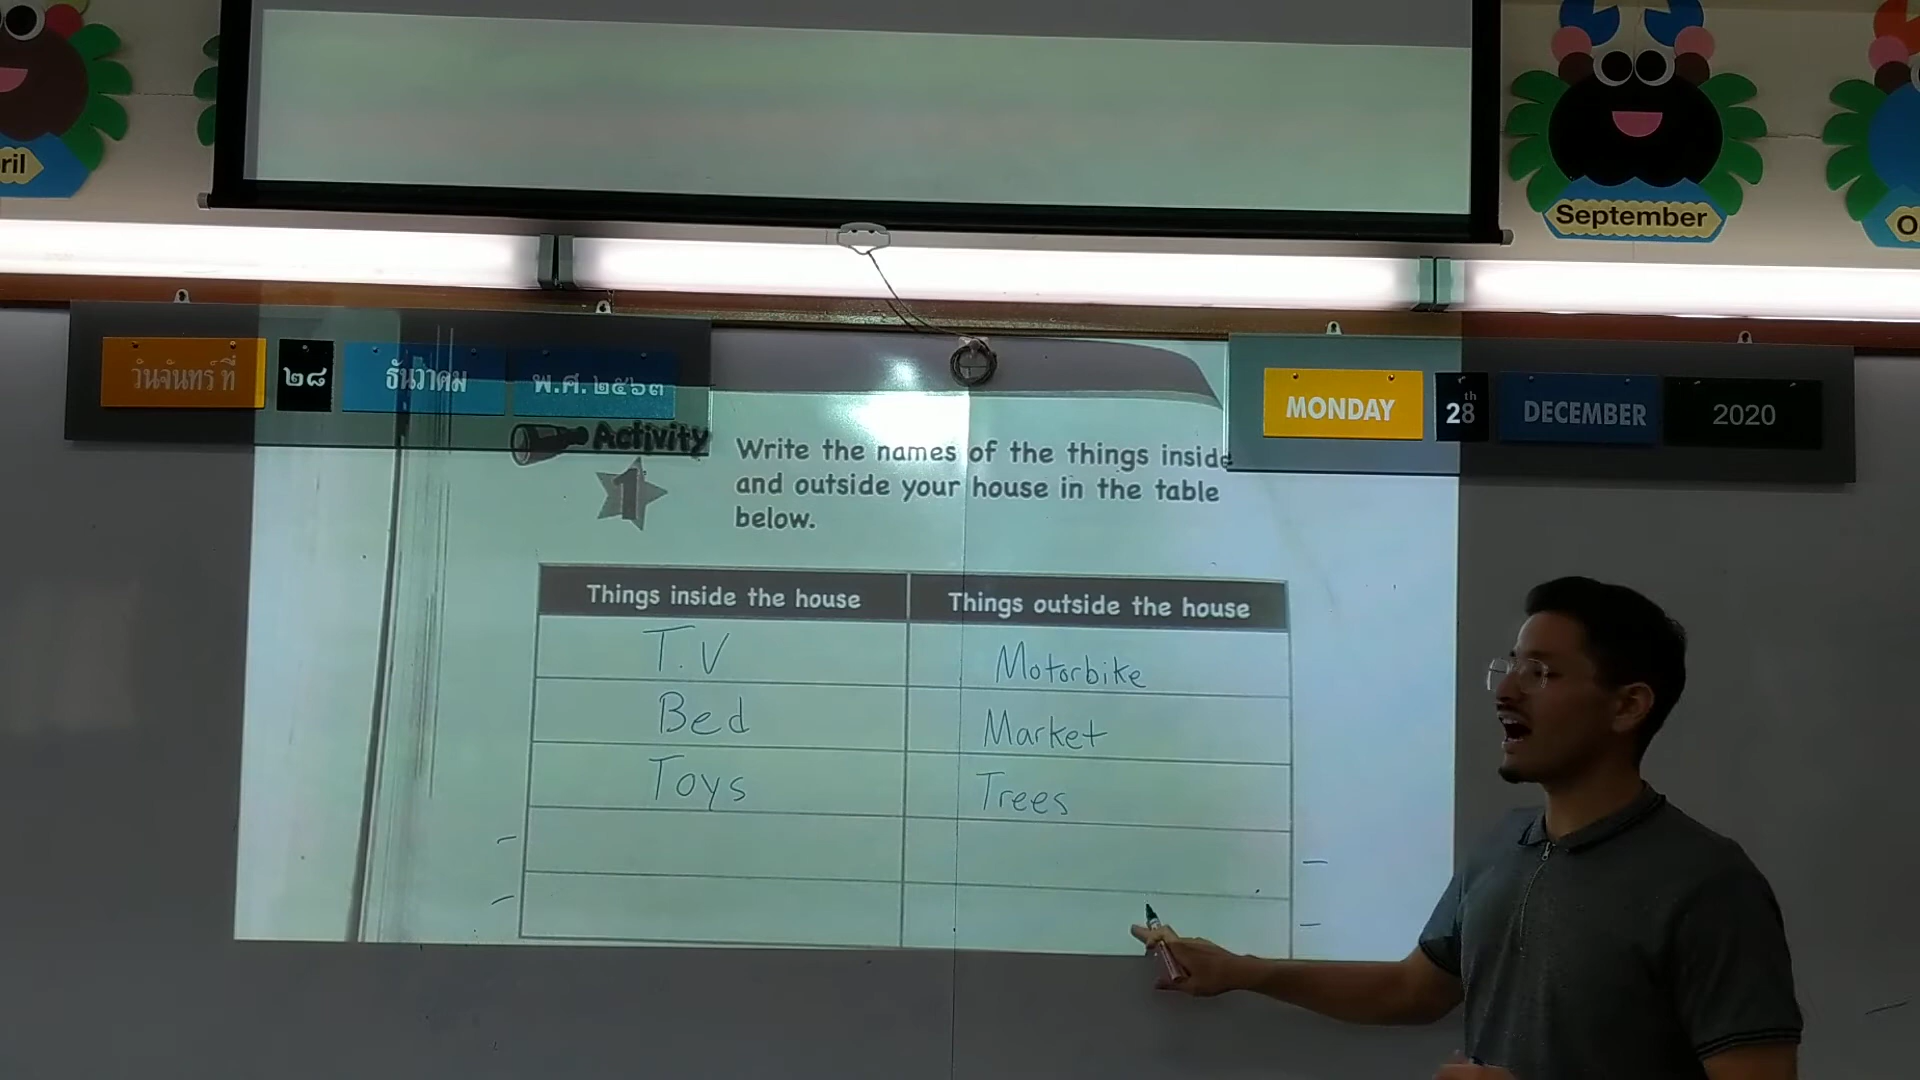 ril
September
O
วันจันทร์ ที่ ๒๘ ธันวาคม พ.ศ. ๒๕๖๓
MONDAY 28th DECEMBER 2020
Activity 1
Write the names of the things inside
and outside your house in the table
below.
Things inside the house Things outside the house
T.V Motorbike
Bed Market
Toys Trees